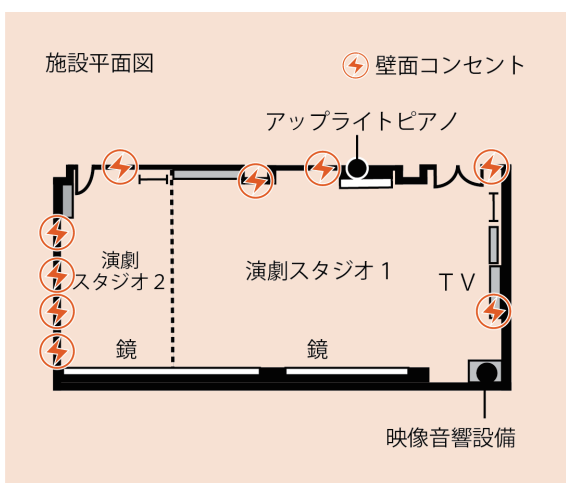 施設平面図
壁面コンセント
アップライトピアノ
演劇
スタジオ2
演劇スタジオ1
TV
鏡
鏡
映像音響設備